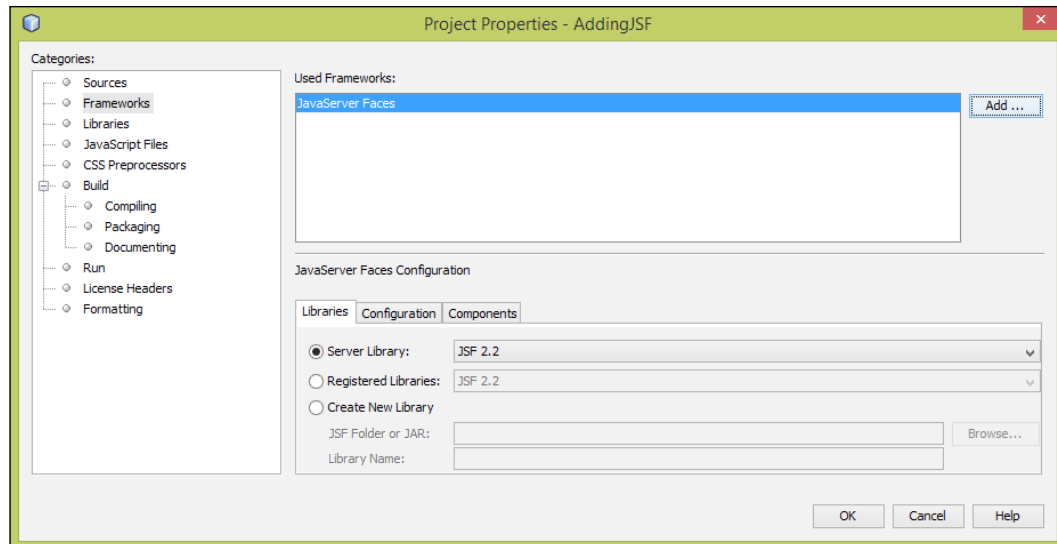 Project Properties - AddingJSF
Categories:
Sources
Frameworks
Libraries
JavaScript Files
CSS Preprocessors
Build
Compiling
Packaging
Documenting
Run
License Headers
Formatting
Used Frameworks:
JavaServer Faces
Add ...
JavaServer Faces Configuration
Libraries Configuration Components
Server Library: JSF 2.2
Registered Libraries: JSF 2.2
Create New Library
JSF Folder or JAR: Browse...
Library Name:
OK Cancel Help